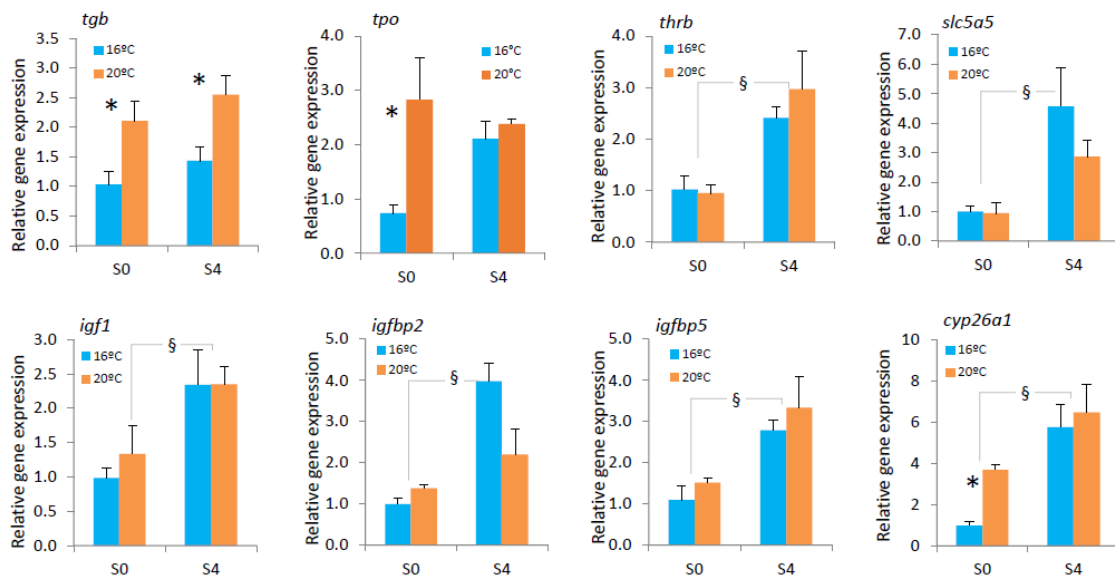 tgb
Relative gene expression
3.5
3.0
2.5
2.0
1.5
1.0
0.5
0.0
16ºC
20ºC
*
*
S0 S4
tpo
Relative gene expression
4.0
3.0
2.0
1.0
0.0
16°C
20°C
*
S0 S4
thrb
Relative gene expression
4.0
3.0
2.0
1.0
0.0
16ºC
20ºC
§
S0 S4
slc5a5
Relative gene expression
7.0
6.0
5.0
4.0
3.0
2.0
1.0
0.0
16ºC
20ºC
§
S0 S4
igf1
Relative gene expression
3.0
2.5
2.0
1.5
1.0
0.5
0.0
16ºC
20ºC
§
S0 S4
igfbp2
Relative gene expression
5.0
4.0
3.0
2.0
1.0
0.0
16ºC
20ºC
§
S0 S4
igfbp5
Relative gene expression
5.0
4.0
3.0
2.0
1.0
0.0
16ºC
20ºC
§
S0 S4
cyp26a1
Relative gene expression
10
8
6
4
2
0
16ºC
20ºC
§
*
S0 S4